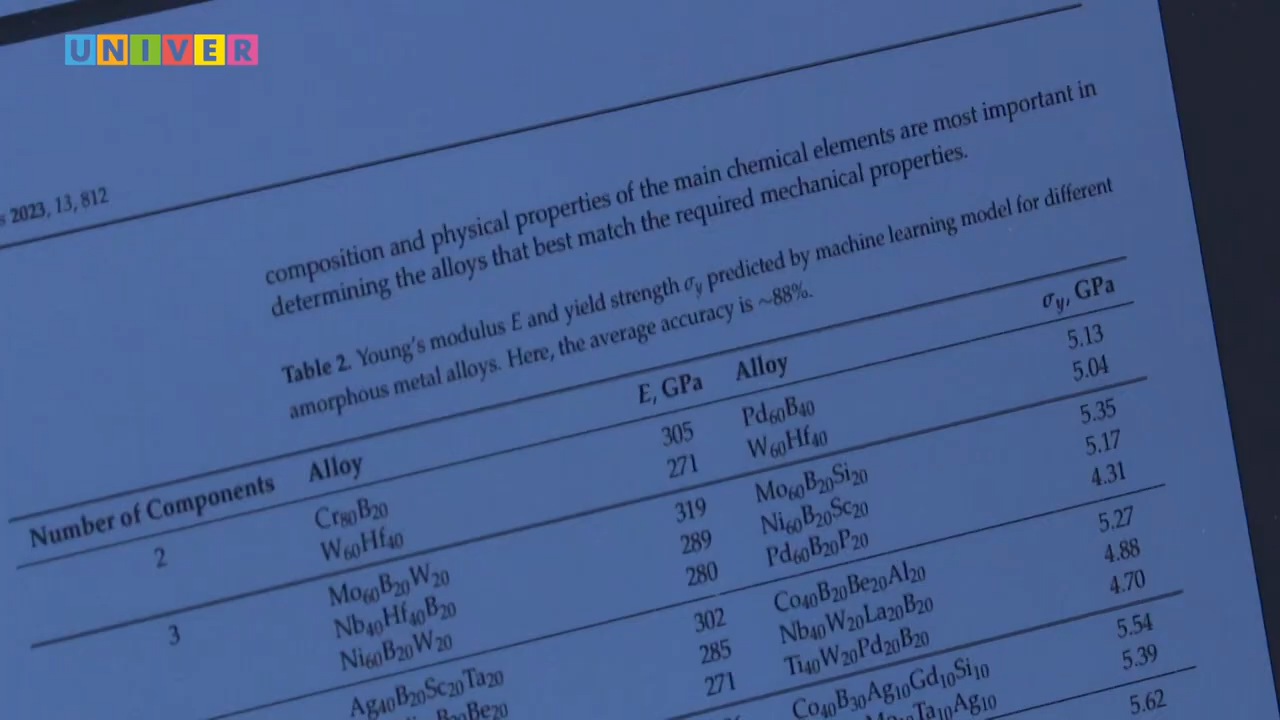 UNIVER
2023, 13, 812
composition and physical properties of the main chemical elements are most important in
determining the alloys that best match the required mechanical properties.
Table 2. Young's modulus E and yield strength σy predicted by machine learning model for different
amorphous metal alloys. Here, the average accuracy is ~88%.
Number of Components Alloy E, GPa Alloy σy, GPa
2 Cr80B20 305 Pd60B40 5.13
W60Hf40 271 W60Hf40 5.04
3 Mo60B20W20 319 Mo60B20Si20 5.35
Nb40Hf40B20 289 Ni60B20Sc20 5.17
Ni60B20W20 280 Pd60B20P20 4.31
Ag40B20Sc20Ta20 302 Co40B20Be20Al20 5.27
285 Nb40W20La20B20 4.88
271 Ti40W20Pd20B20 4.70
Co40B30Ag10Gd10Si10 5.54
5.39
5.62